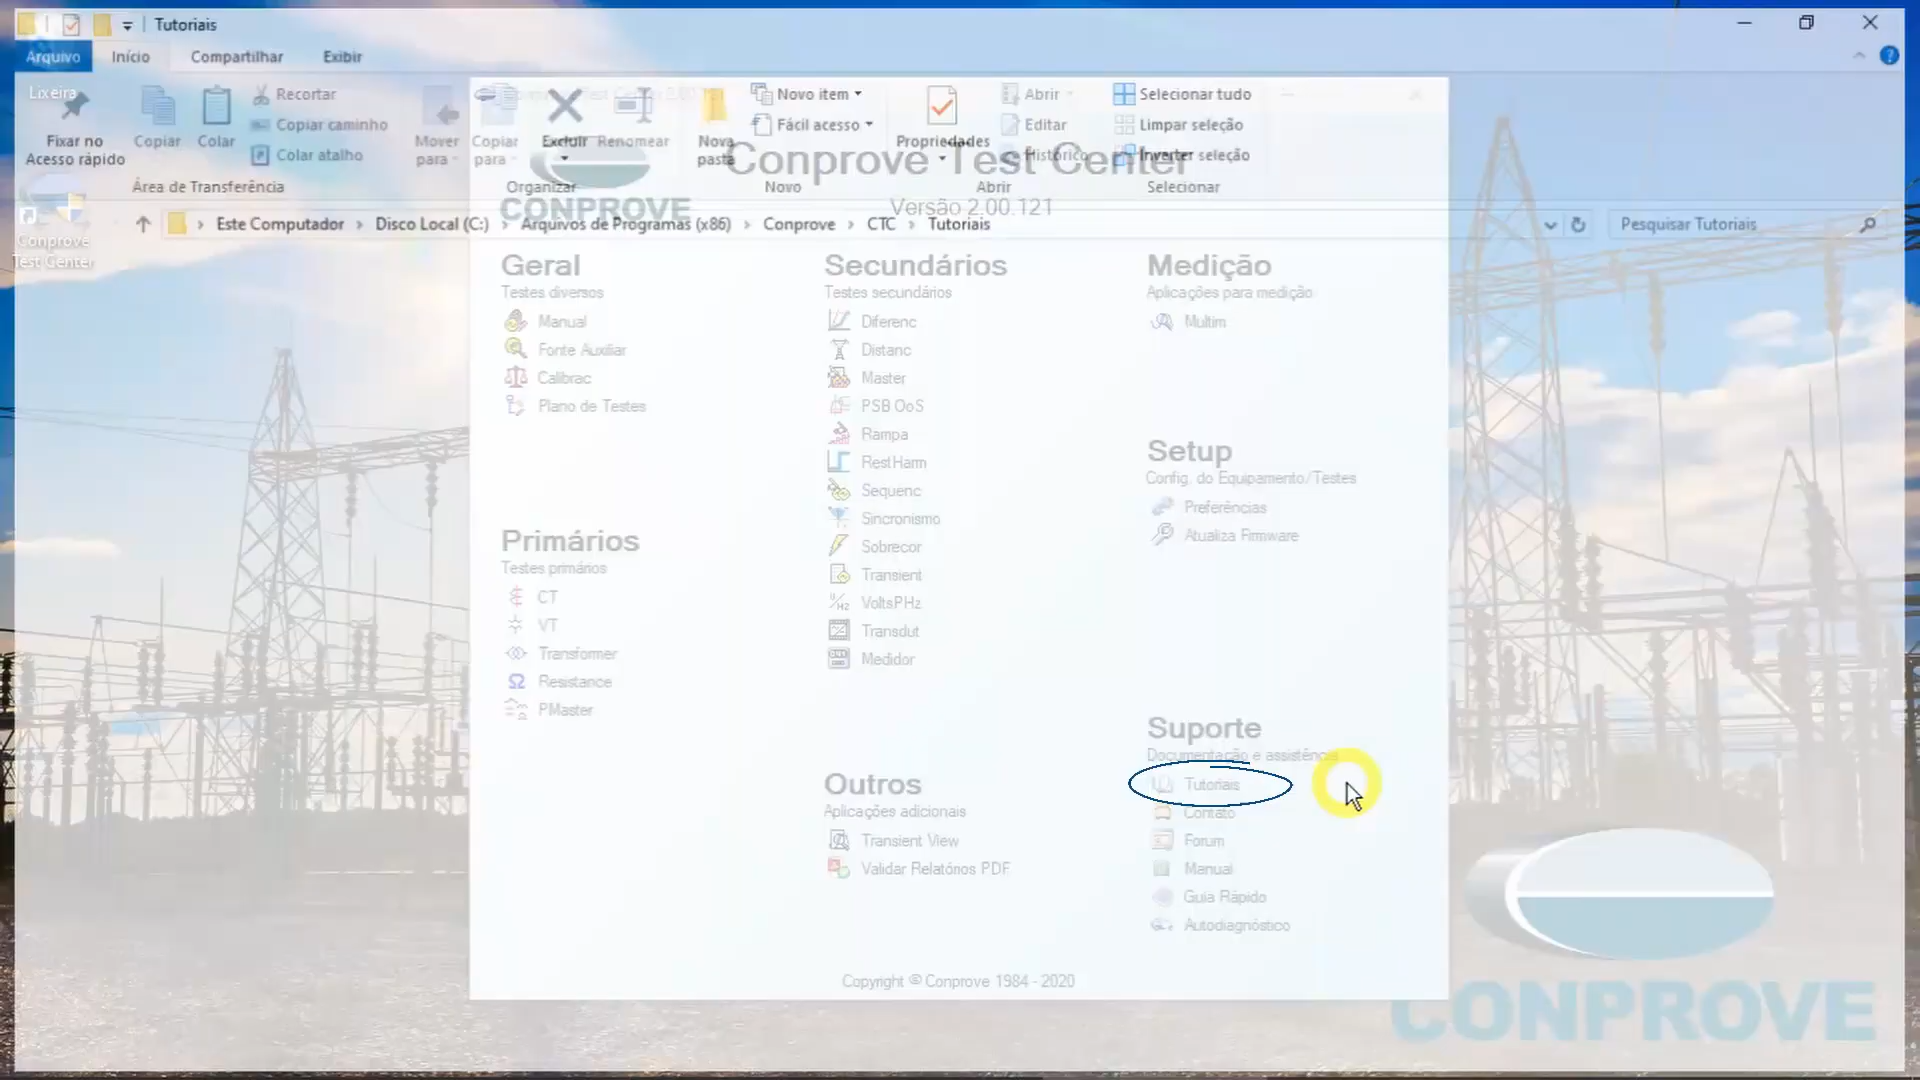 Tutoriais
Arquivo
Início
Compartilhar
Exibir
Lixeira
Fixar no
Acesso rápido
Copiar
Colar
Recortar
Copiar caminho
Colar atalho
Mover
para
Copiar
para
Excluir
Renomear
Nova
pasta
Novo item
Fácil acesso
Propriedades
Abrir
Editar
Histórico
Selecionar tudo
Limpar seleção
Inverter seleção
Área de Transferência
Organizar
Novo
Abrir
Selecionar
Conprove Test Center
Versão 2.00.121
CONPROVE
Este Computador
Disco Local (C:)
Arquivos de Programas (x86)
Conprove
CTC
Tutoriais
Pesquisar Tutoriais
Conprove
Test Center
Geral
Testes diversos
Manual
Fonte Auxiliar
Calibrac
Plano de Testes
Primários
Testes primários
CT
VT
Transformer
Resistance
PMaster
Secundários
Testes secundários
Diferenc
Distanc
Master
PSB OoS
Rampa
RestHarm
Sequenc
Sincronismo
Sobrecor
Transient
VoltsPHz
Transdut
Medidor
Outros
Aplicações adicionais
Transient View
Validar Relatórios PDF
Medição
Aplicações para medição
Multim
Setup
Config. do Equipamento/Testes
Preferências
Atualiza Firmware
Suporte
Documentação e assistência
Tutoriais
Contato
Forum
Manual
Guia Rápido
Autodiagnóstico
Copyright © Conprove 1984 - 2020
CONPROVE